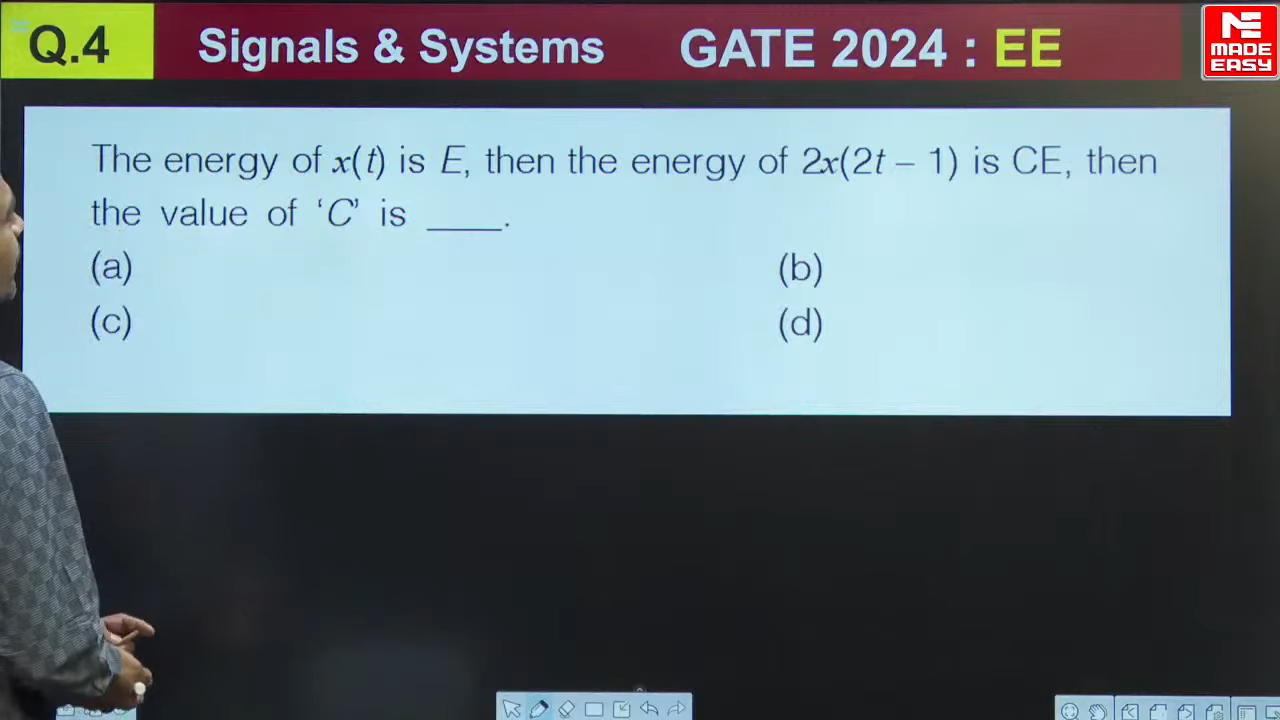 Q.4 Signals & Systems GATE 2024 : EE
ME
MADE
EASY
The energy of x(t) is E, then the energy of 2x(2t – 1) is CE, then
the value of ‘C’ is ____.
(a) (b)
(c) (d)